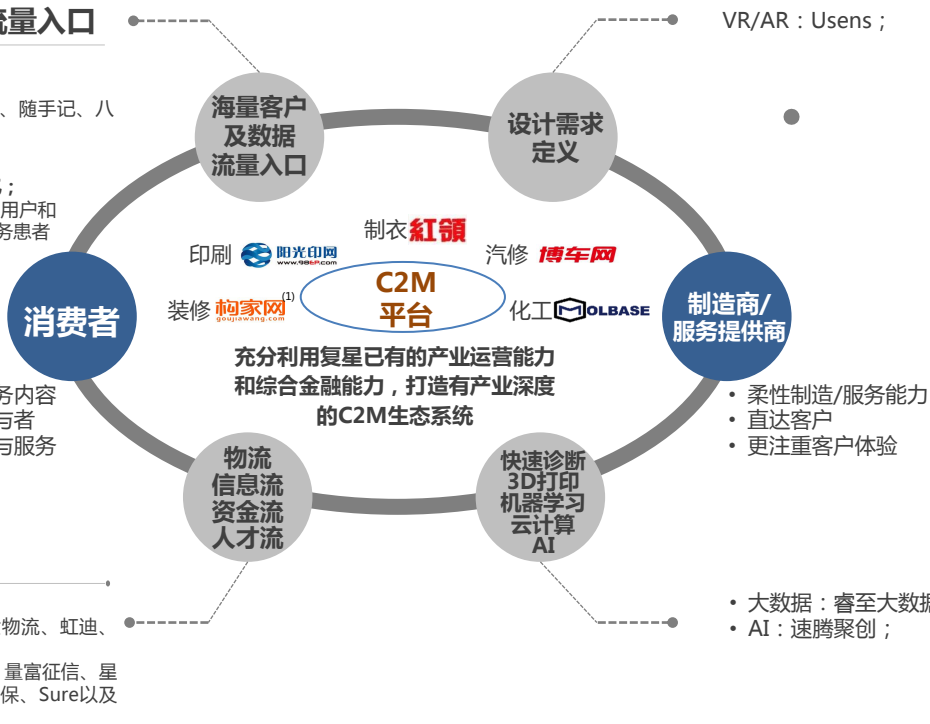 流量入口
VR/AR：Usens；
、随手记、八
海量客户
及数据
流量入口
设计需求
定义
；
用户和
务患者
制衣 紅領
印刷 阳光印网
www.98EP.com
汽修 博车网
C2M
平台
装修 构家网(1)
goujiawang.com
化工 MOLBASE
消费者
制造商/
服务提供商
充分利用复星已有的产业运营能力
和综合金融能力，打造有产业深度
的C2M生态系统
务内容
与者
与服务
• 柔性制造/服务能力
• 直达客户
• 更注重客户体验
物流
信息流
资金流
人才流
快速诊断
3D打印
机器学习
云计算
AI
• 大数据：睿至大数据
• AI：速腾聚创；
物流、虹迪、
量富征信、星
保、Sure以及